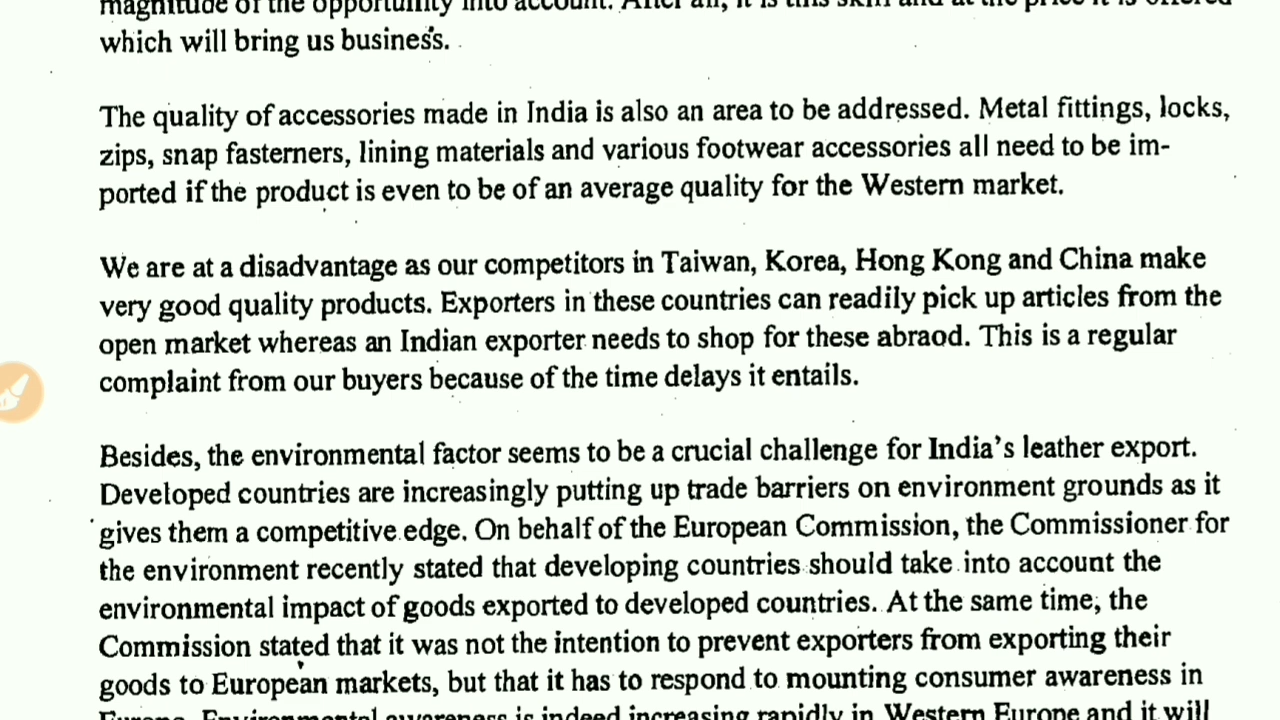 magnitude of the opportunity into account. After all, it is this skill and at the price it is offered
which will bring us business.
The quality of accessories made in India is also an area to be addressed. Metal fittings, locks,
zips, snap fasterners, lining materials and various footwear accessories all need to be im-
ported if the product is even to be of an average quality for the Western market.
We are at a disadvantage as our competitors in Taiwan, Korea, Hong Kong and China make
very good quality products. Exporters in these countries can readily pick up articles from the
open market whereas an Indian exporter needs to shop for these abraod. This is a regular
complaint from our buyers because of the time delays it entails.
Besides, the environmental factor seems to be a crucial challenge for India's leather export.
Developed countries are increasingly putting up trade barriers on environment grounds as it
gives them a competitive edge. On behalf of the European Commission, the Commissioner for
the environment recently stated that developing countries should take into account the
environmental impact of goods exported to developed countries. At the same time, the
Commission stated that it was not the intention to prevent exporters from exporting their
goods to European markets, but that it has to respond to mounting consumer awareness in
Europe. Environmental awareness is indeed increasing rapidly in Western Europe and it will